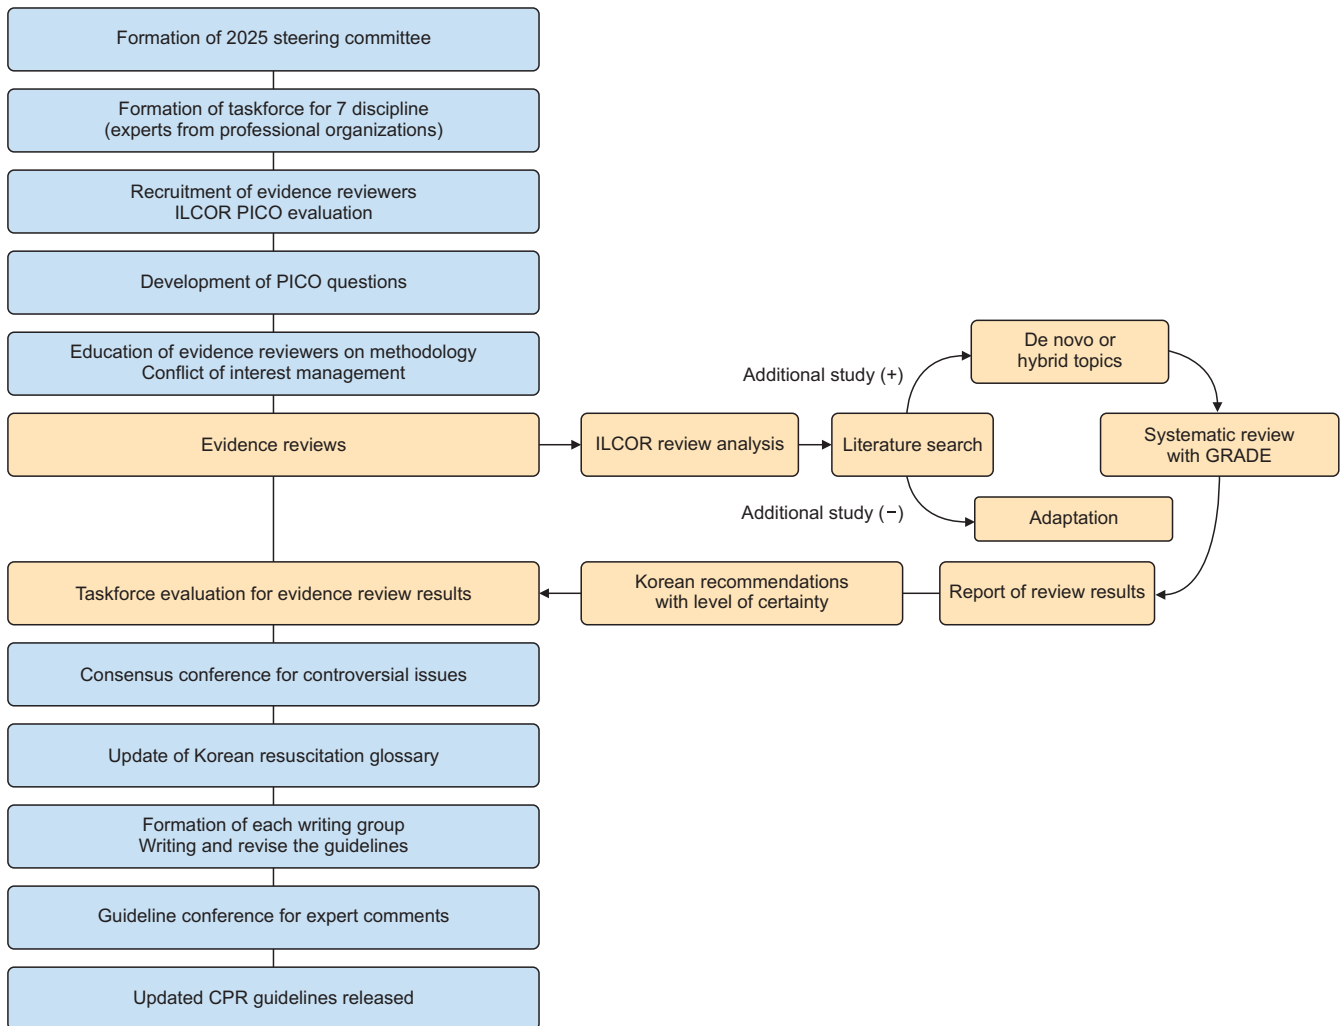 Formation of 2025 steering committee
Formation of taskforce for 7 discipline
(experts from professional organizations)
Recruitment of evidence reviewers
ILCOR PICO evaluation
Development of PICO questions
Education of evidence reviewers on methodology
Conflict of interest management
Evidence reviews
ILCOR review analysis
Literature search
Additional study (+)
De novo or
hybrid topics
Systematic review
with GRADE
Additional study (−)
Adaptation
Report of review results
Korean recommendations
with level of certainty
Taskforce evaluation for evidence review results
Consensus conference for controversial issues
Update of Korean resuscitation glossary
Formation of each writing group
Writing and revise the guidelines
Guideline conference for expert comments
Updated CPR guidelines released